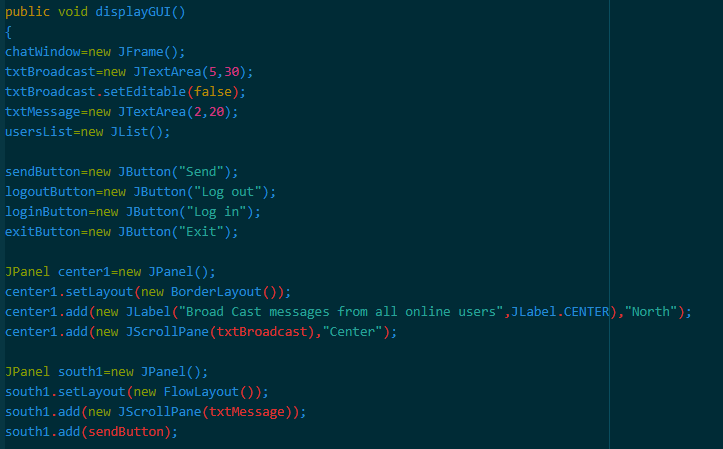 public void displayGUI()
{
chatWindow=new JFrame();
txtBroadcast=new JTextArea(5,30);
txtBroadcast.setEditable(false);
txtMessage=new JTextArea(2,20);
usersList=new JList();

sendButton=new JButton("Send");
logoutButton=new JButton("Log out");
loginButton=new JButton("Log in");
exitButton=new JButton("Exit");

JPanel center1=new JPanel();
center1.setLayout(new BorderLayout());
center1.add(new JLabel("Broad Cast messages from all online users",JLabel.CENTER),"North");
center1.add(new JScrollPane(txtBroadcast),"Center");

JPanel south1=new JPanel();
south1.setLayout(new FlowLayout());
south1.add(new JScrollPane(txtMessage));
south1.add(sendButton);